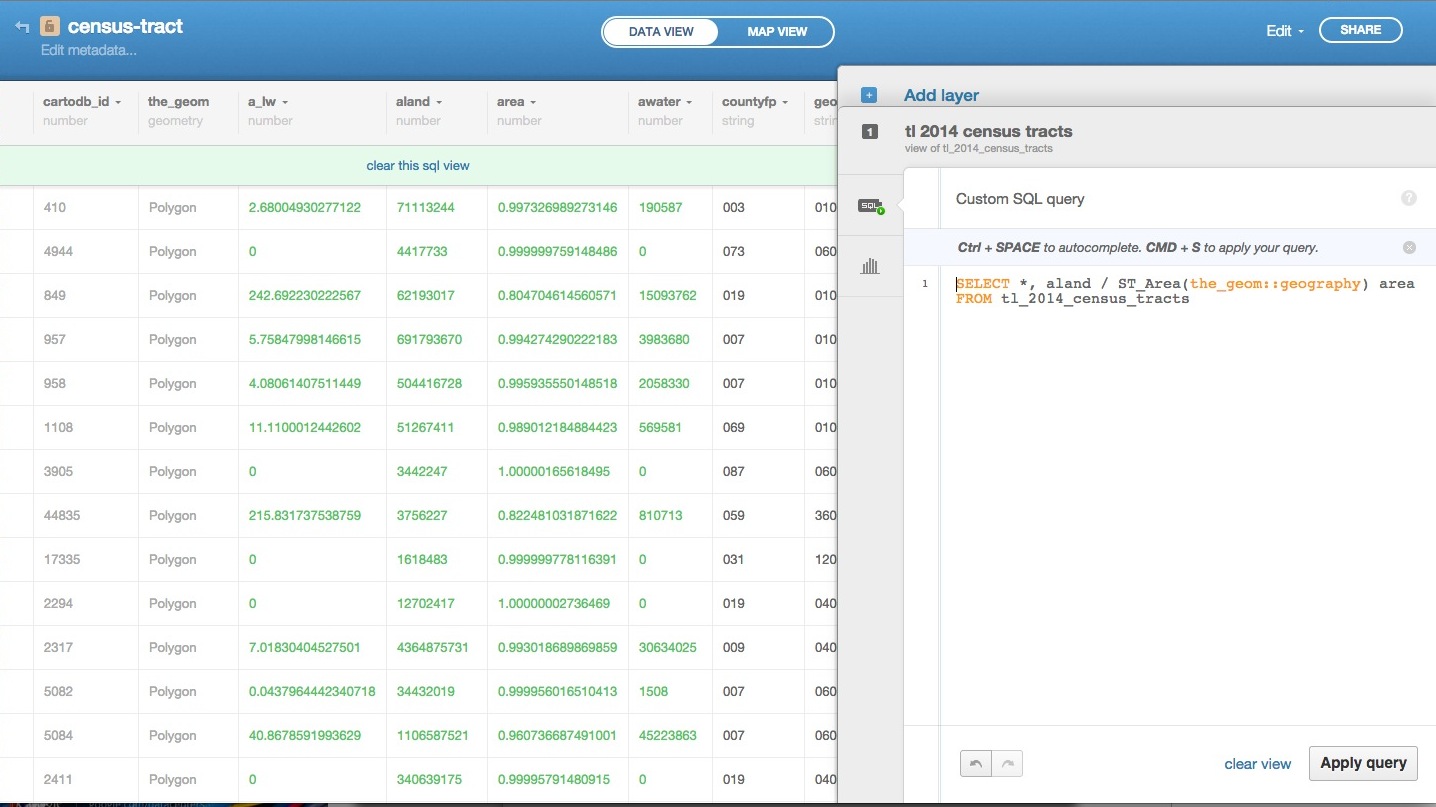 census-tract
Edit metadata...
DATA VIEW MAP VIEW
Edit SHARE
cartodb_id the_geom a_lw aland area awater countyfp geo
number geometry number number number number string strin
clear this sql view
410 Polygon 2.68004930277122 71113244 0.997326989273146 190587 003 010
4944 Polygon 0 4417733 0.999999759148486 0 073 060
849 Polygon 242.692230222567 62193017 0.804704614560571 15093762 019 010
957 Polygon 5.75847998146615 691793670 0.994274290222183 3983680 007 010
958 Polygon 4.08061407511449 504416728 0.995935550148518 2058330 007 010
1108 Polygon 11.1100012442602 51267411 0.989012184884423 569581 069 010
3905 Polygon 0 3442247 1.00000165618495 0 087 060
44835 Polygon 215.831737538759 3756227 0.822481031871622 810713 059 360
17335 Polygon 0 1618483 0.999999778116391 0 031 120
2294 Polygon 0 12702417 1.00000002736469 0 019 040
2317 Polygon 7.01830404527501 4364875731 0.993018689869859 30634025 009 040
5082 Polygon 0.0437964442340718 34432019 0.999956016510413 1508 007 060
5084 Polygon 40.8678591993629 1106587521 0.960736687491001 45223863 007 060
2411 Polygon 0 340639175 0.99995791480915 0 019 040
+ Add layer
1 tl 2014 census tracts
view of tl_2014_census_tracts
SQL
Custom SQL query ?
Ctrl + SPACE to autocomplete. CMD + S to apply your query.
1 SELECT *, aland / ST_Area(the_geom::geography) area
FROM tl_2014_census_tracts
clear view Apply query